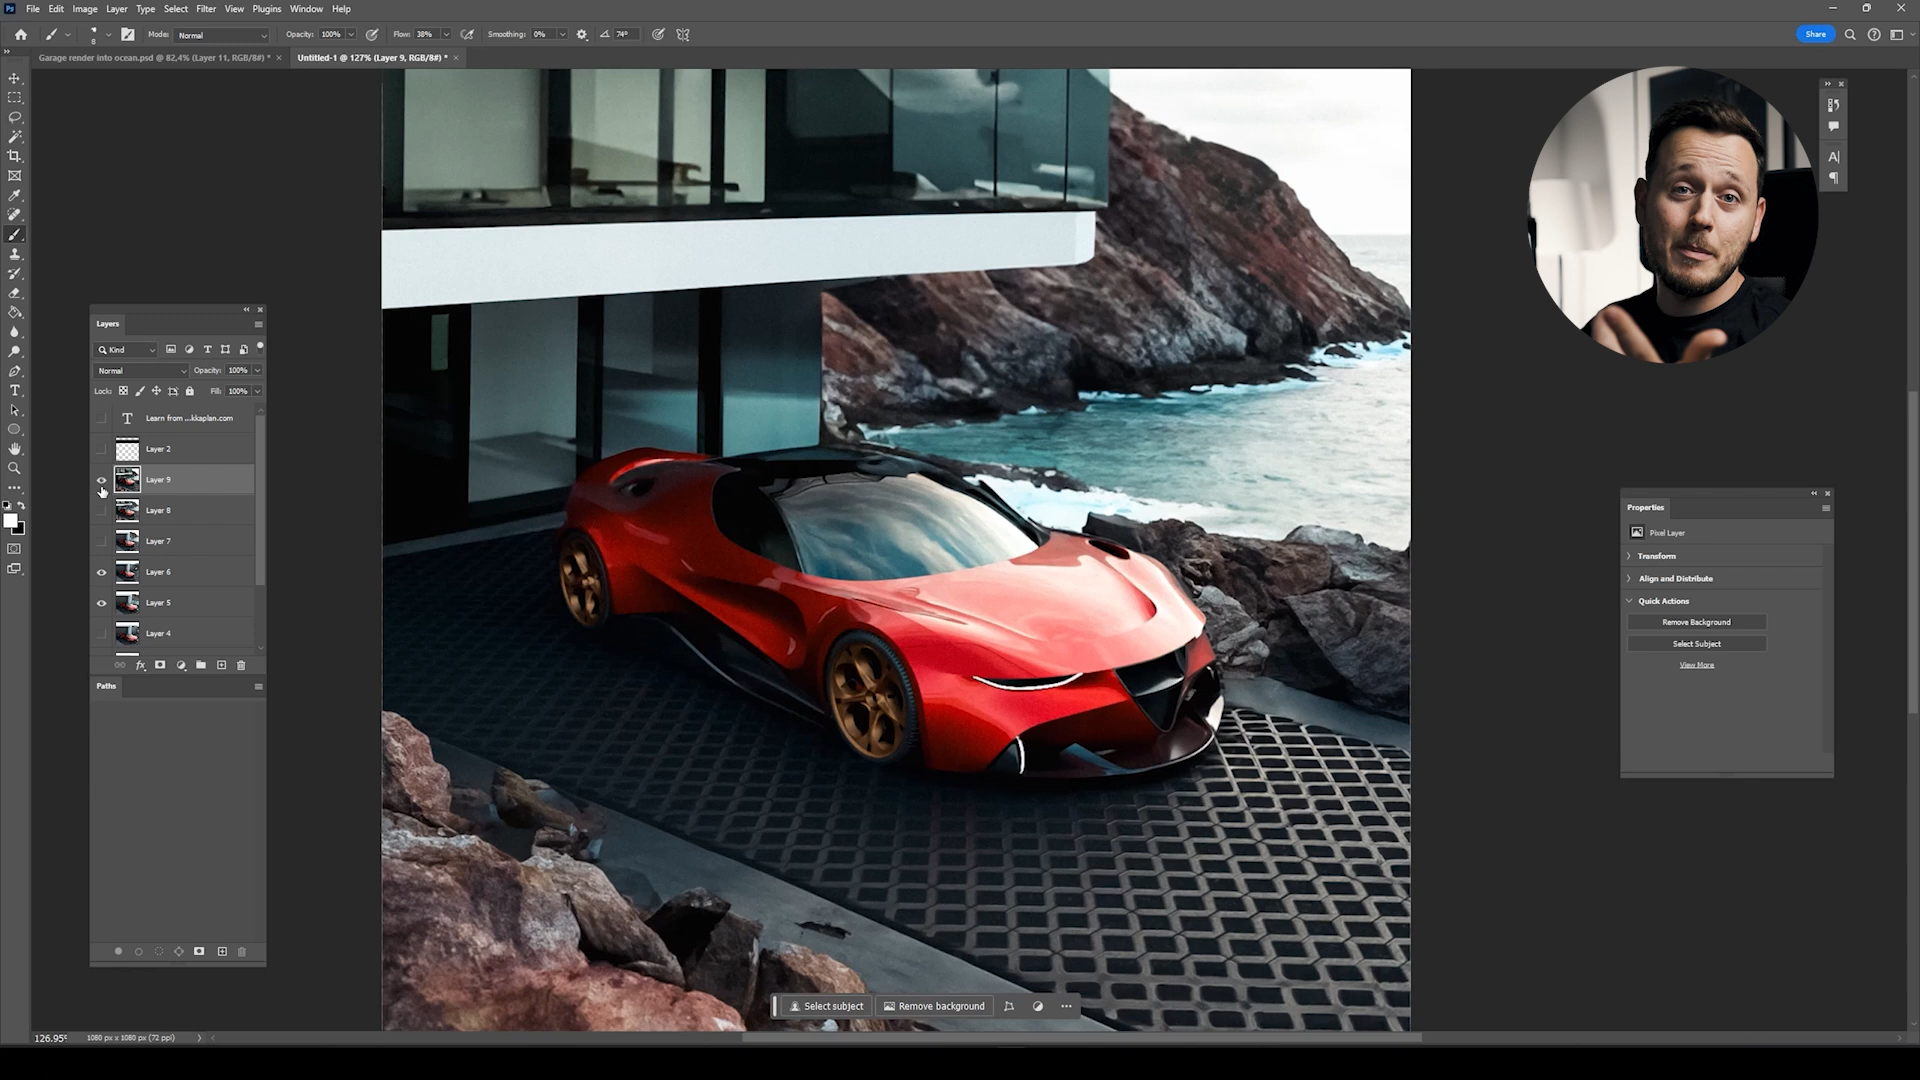 Ps File Edit Image Layer Type Select Filter View Plugins Window Help
8 Mode: Normal Opacity: 100% Flow: 38% Smoothing: 0% 74° Share
Garage render into ocean.psd @ 82,4% (Layer 11, RGB/8#) * × Untitled-1 @ 127% (Layer 9, RGB/8#) * ×
Layers
Kind
Normal Opacity: 100%
Lock: Fill: 100%
T Learn from ...kkaplan.com
Layer 2
Layer 9
Layer 8
Layer 7
Layer 6
Layer 5
Layer 4
fx
Paths
Properties
Pixel Layer
Transform
Align and Distribute
Quick Actions
Remove Background
Select Subject
View More
Select subject Remove background
1080 px x 1080 px (72 ppi)